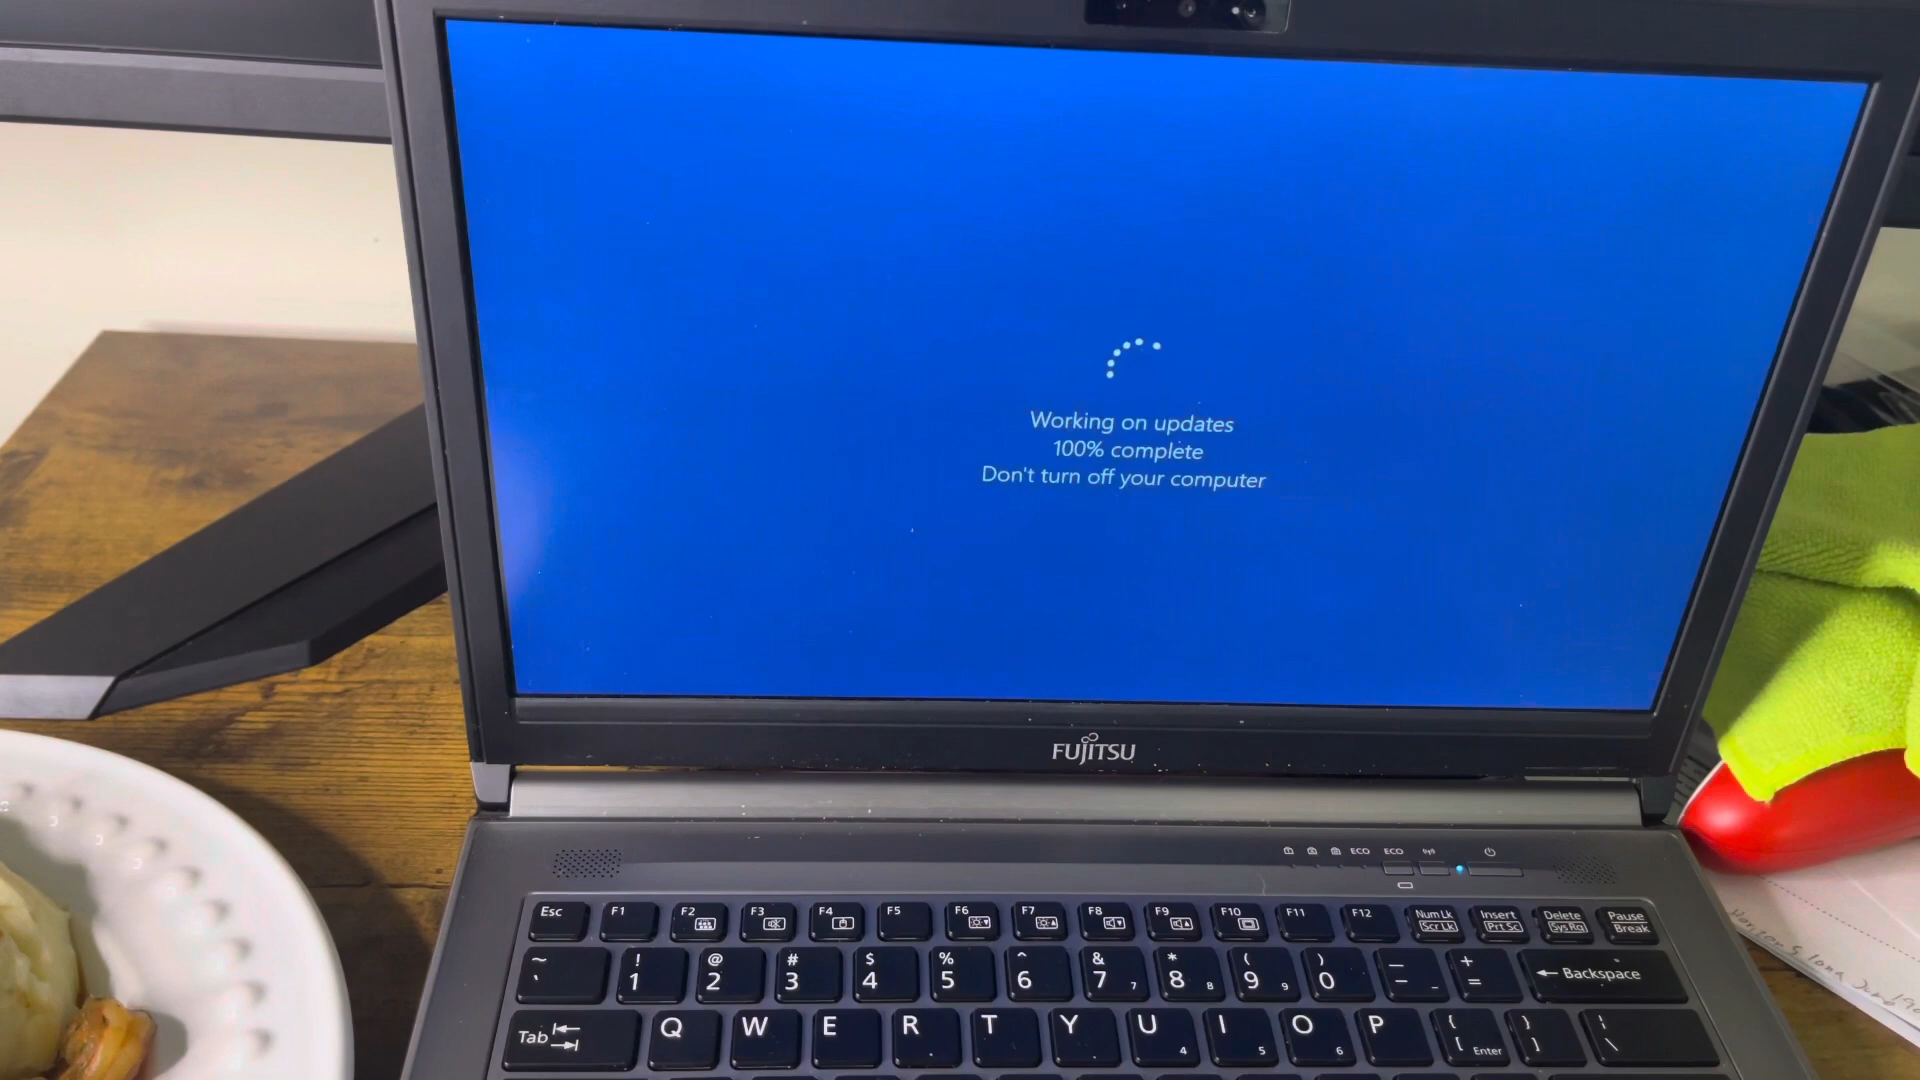 Working on updates
100% complete
Don't turn off your computer
FUJITSU
ECO ECO
Esc F1 F2 F3 F4 F5 F6 F7 F8 F9 F10 F11 F12 Num Lk Scr Lk Insert Prt Sc Delete Sys Rq Pause Break
~ ` ! 1 @ 2 # 3 $ 4 % 5 ^ 6 & 7 7 * 8 8 ( 9 9 ) 0 _ - - + = ← Backspace
Tab Q W E R T Y U 4 I 5 O 6 P { [ Enter } ] | \